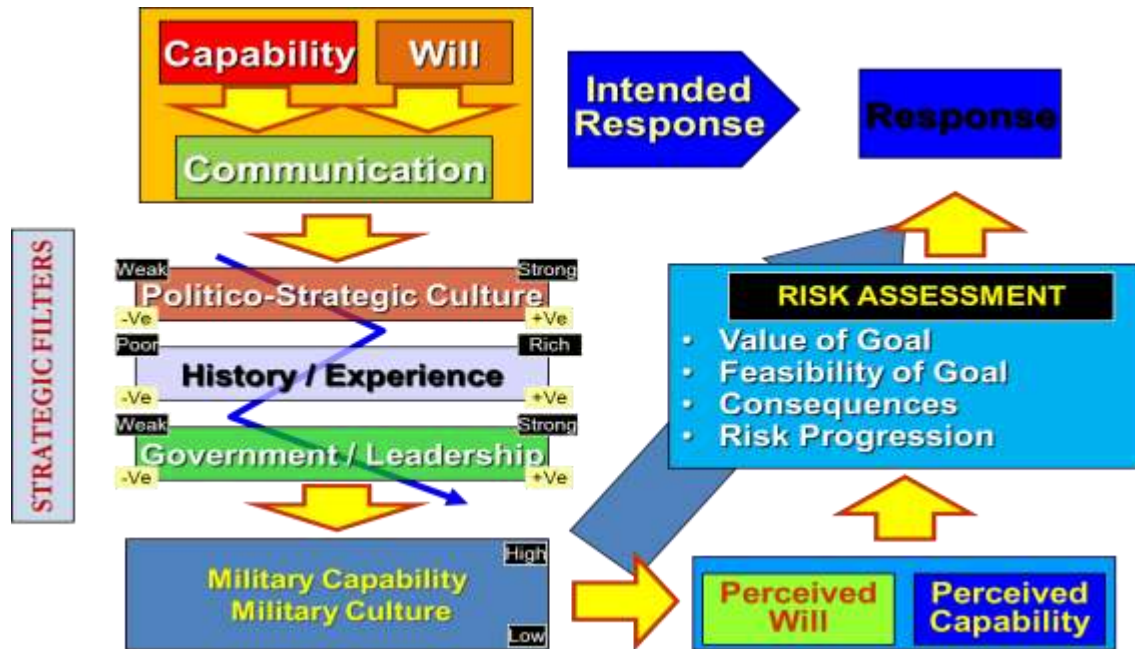 Capability
Will
Communication
Intended
Response
Response
STRATEGIC FILTERS
Weak
Strong
Politico-Strategic Culture
-Ve
+Ve
Poor
Rich
History / Experience
-Ve
+Ve
Weak
Strong
Government / Leadership
-Ve
+Ve
High
Military Capability
Military Culture
Low
RISK ASSESSMENT
• Value of Goal
• Feasibility of Goal
• Consequences
• Risk Progression
Perceived
Will
Perceived
Capability